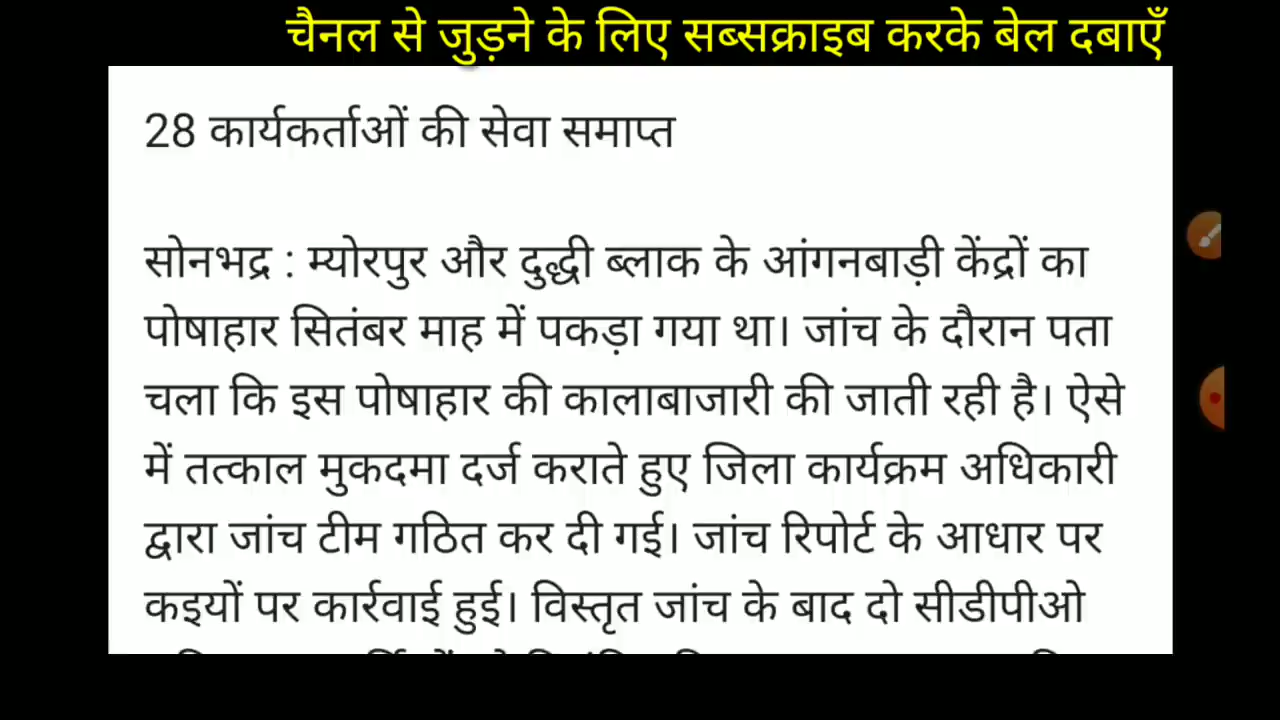 चैनल से जुड़ने के लिए सब्सक्राइब करके बेल दबाएँ
28 कार्यकर्ताओं की सेवा समाप्त
सोनभद्र : म्योरपुर और दुद्धी ब्लाक के आंगनबाड़ी केंद्रों का
पोषाहार सितंबर माह में पकड़ा गया था। जांच के दौरान पता
चला कि इस पोषाहार की कालाबाजारी की जाती रही है। ऐसे
में तत्काल मुकदमा दर्ज कराते हुए जिला कार्यक्रम अधिकारी
द्वारा जांच टीम गठित कर दी गई। जांच रिपोर्ट के आधार पर
कइयों पर कार्रवाई हुई। विस्तृत जांच के बाद दो सीडीपीओ